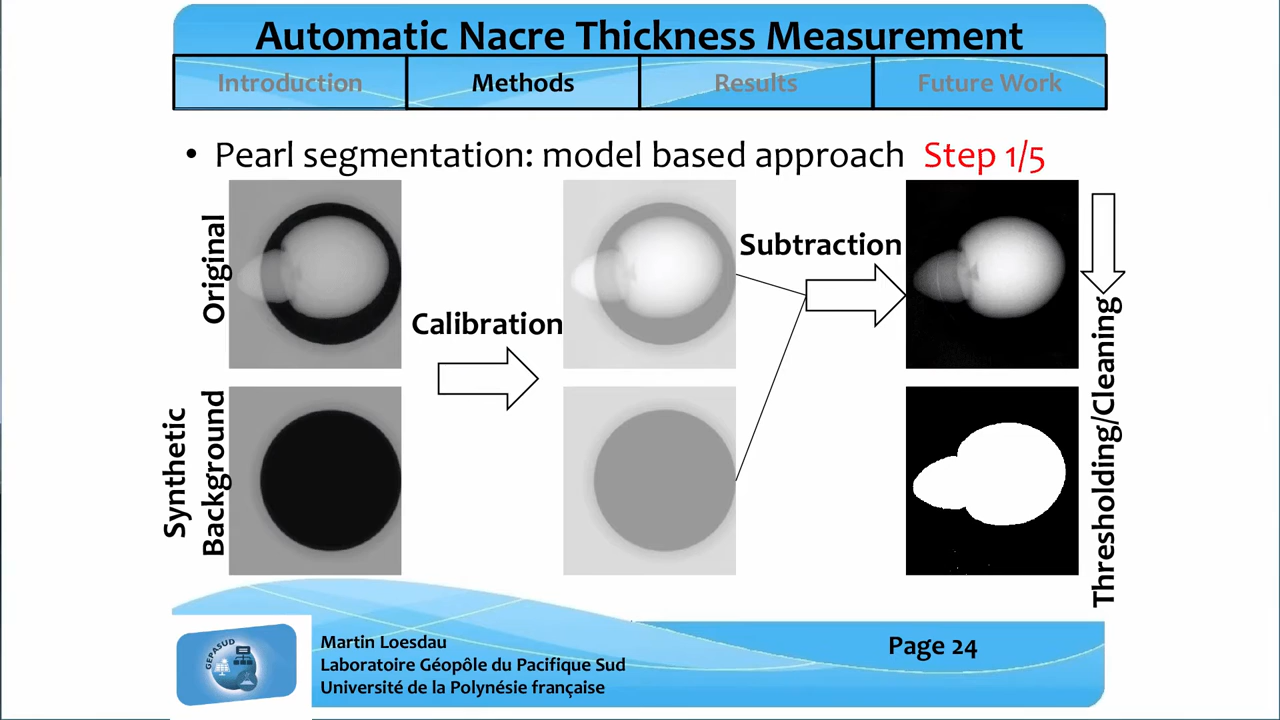 Automatic Nacre Thickness Measurement
Introduction
Methods
Results
Future Work
• Pearl segmentation: model based approach Step 1/5
Original
Calibration
Subtraction
Synthetic
Background
Thresholding/Cleaning
GEPASUD
Martin Loesdau
Laboratoire Géopôle du Pacifique Sud
Université de la Polynésie française
Page 24